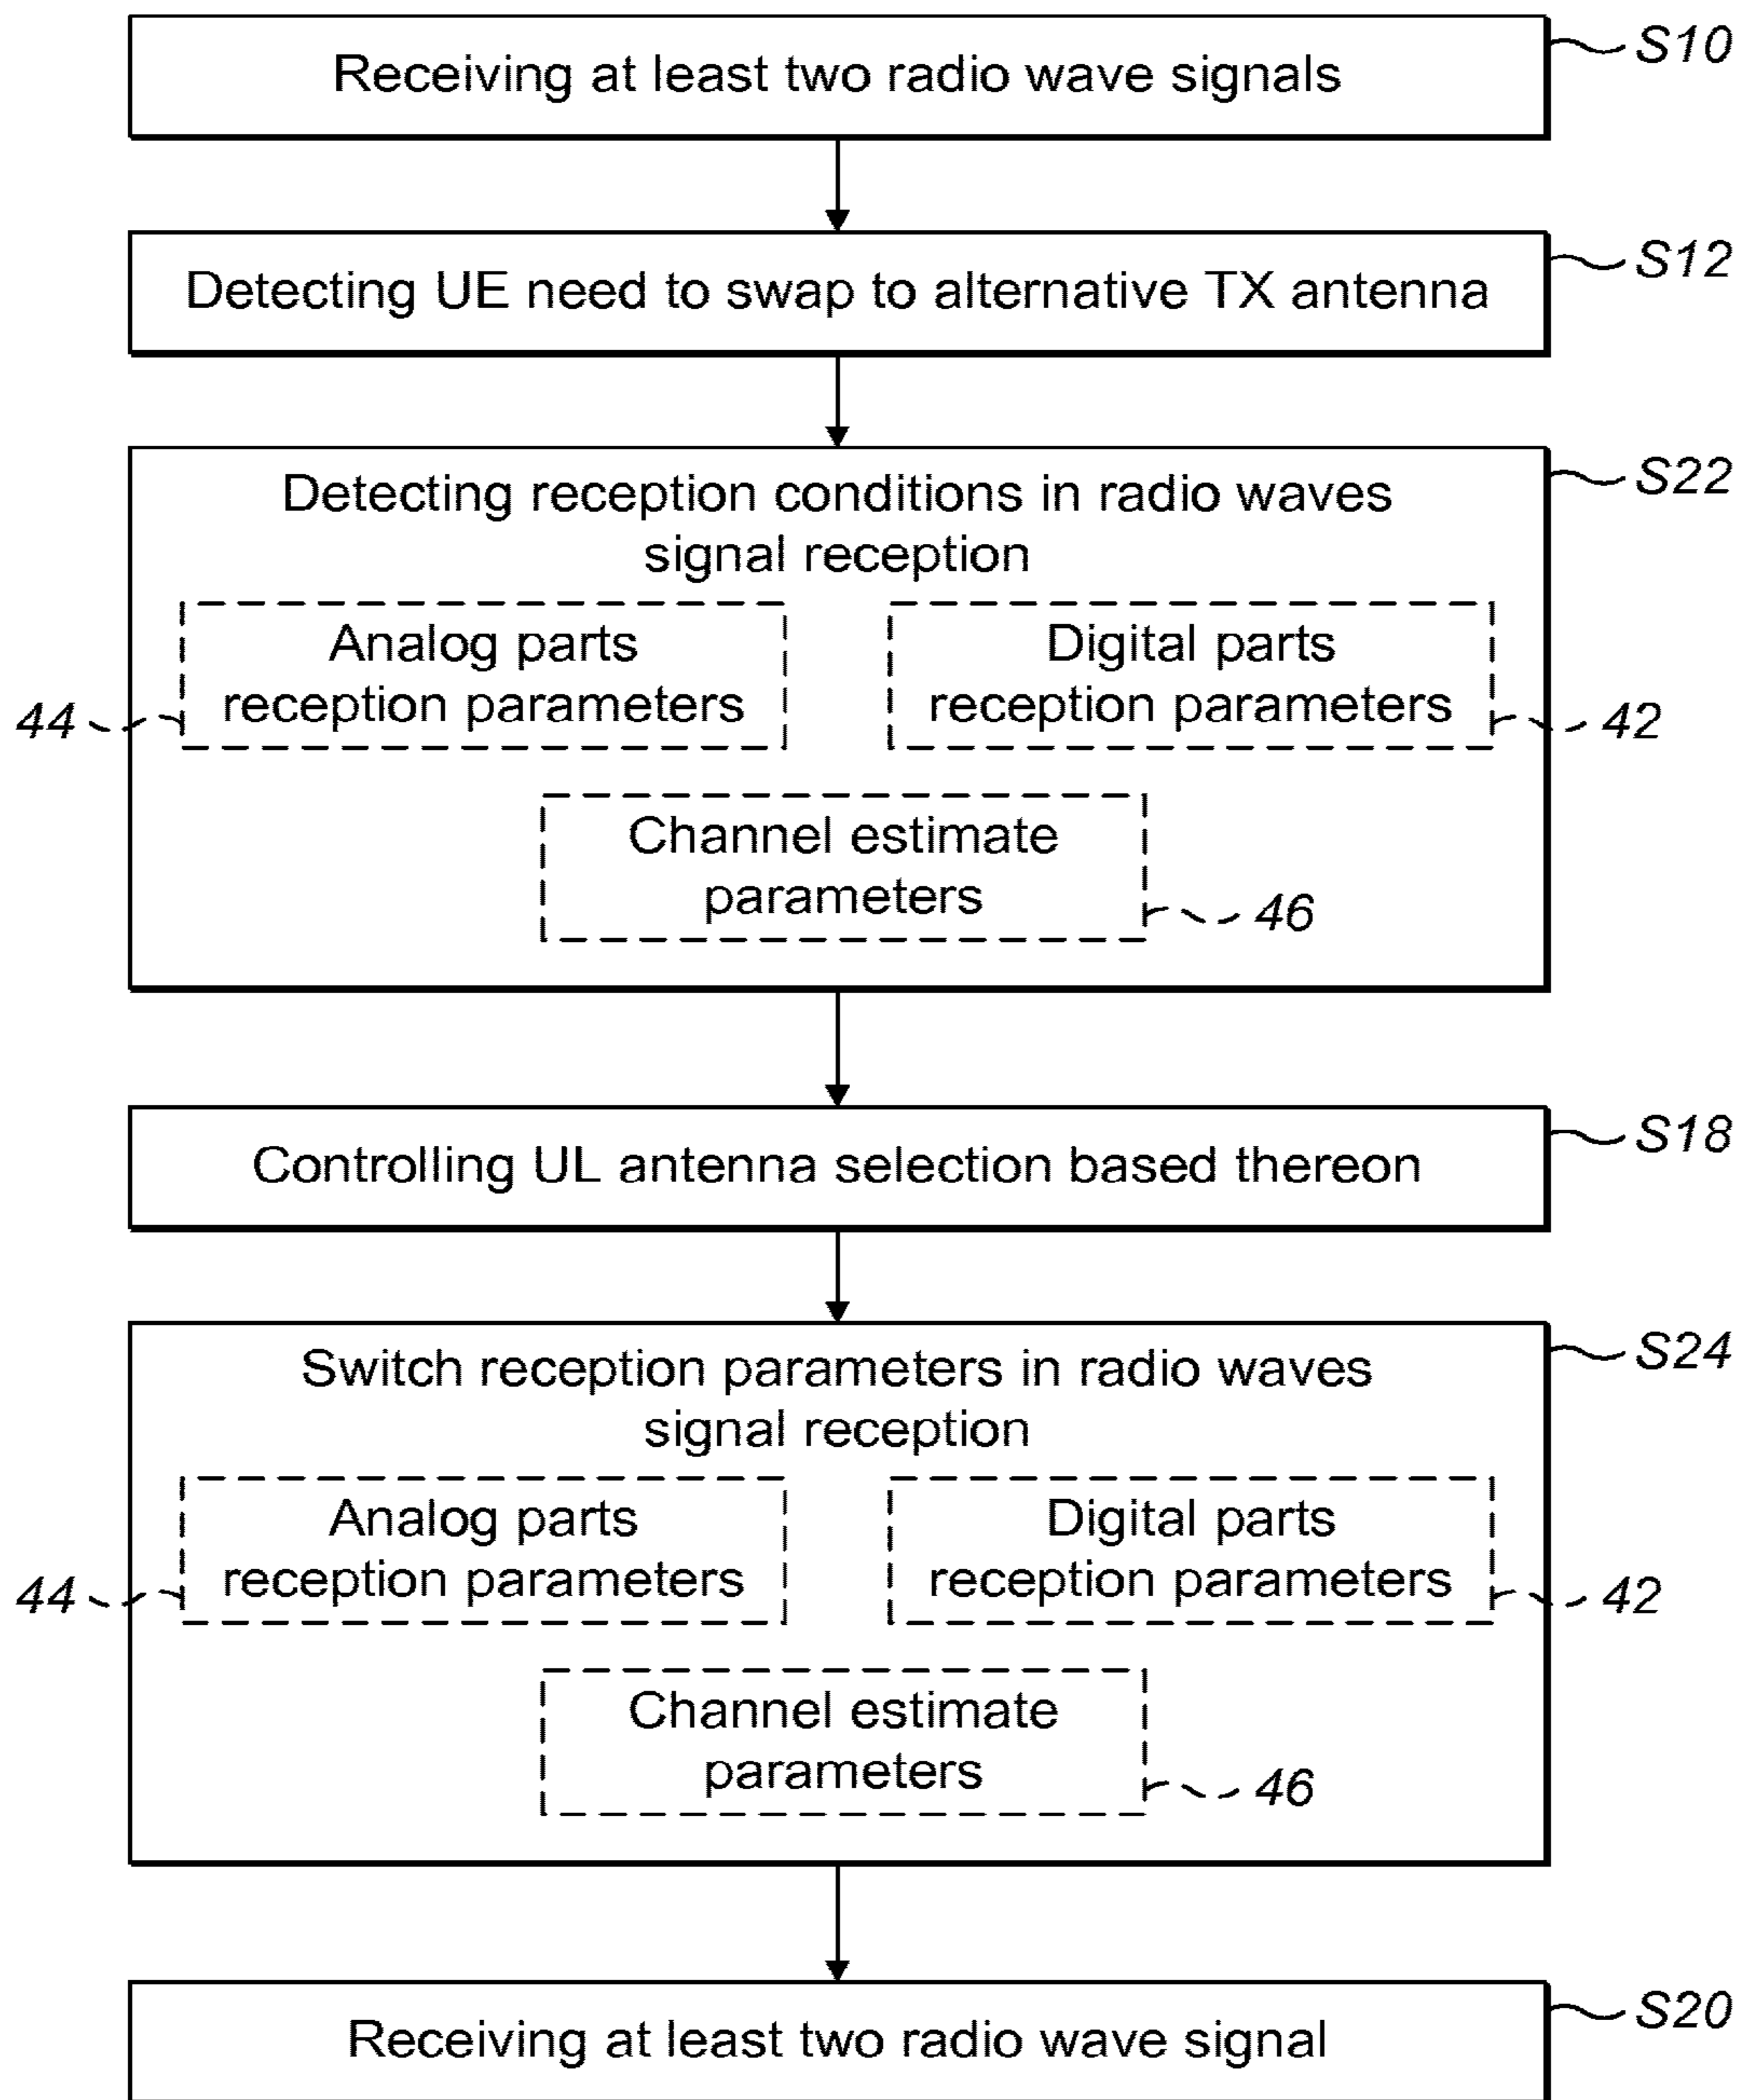 Receiving at least two radio wave signals
S10
Detecting UE need to swap to alternative TX antenna
S12
Detecting reception conditions in radio waves
signal reception
S22
Analog parts
reception parameters
44
Digital parts
reception parameters
42
Channel estimate
parameters
46
Controlling UL antenna selection based thereon
S18
Switch reception parameters in radio waves
signal reception
S24
Analog parts
reception parameters
44
Digital parts
reception parameters
42
Channel estimate
parameters
46
Receiving at least two radio wave signal
S20